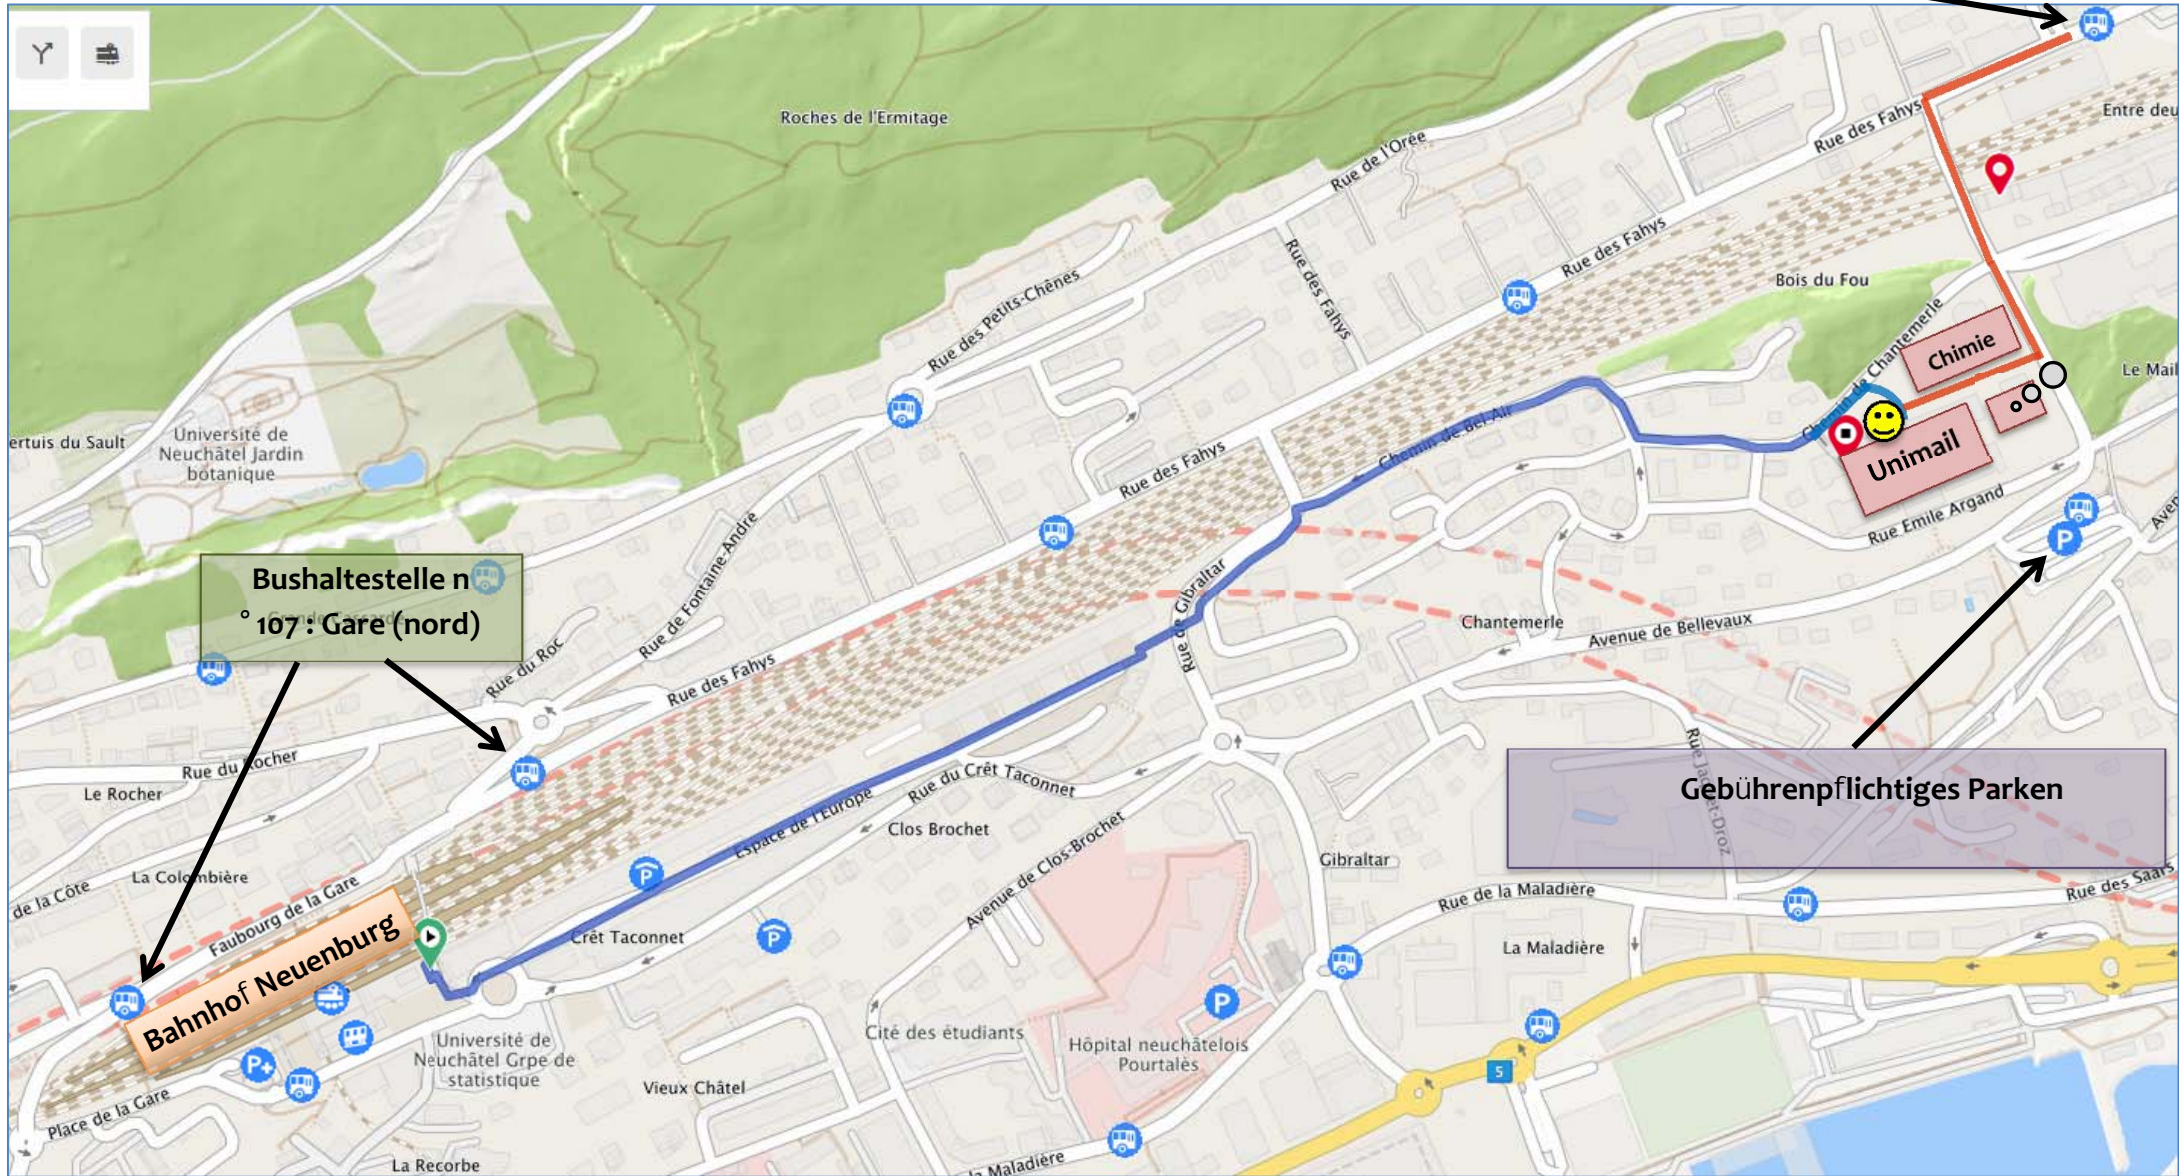 Roches de l'Ermitage
Rue de l'Orée
Rue des Fahys
Entre deu
Rue des Fahys
Rue des Fahys
Bois du Fou
Rue des Petits-Chênes
Chemin de Chantemerle
Chimie
Le Mail
Unimail
Chemin de Bel Air
ertuis du Sault
Université de
Neuchâtel Jardin
botanique
Rue des Fahys
Rue Emile Argand
Aven
P
Bushaltestelle n
° 107 : Gare (nord)
Rue de Fontaine-André
Rue de Gibraltar
Chantemerle
Avenue de Bellevaux
Rue du Roc
Rue des Fahys
Rue du Rocher
Le Rocher
Rue du Crêt Taconnet
Rue Jaquet-Droz
Gebührenpflichtiges Parken
Espace de l'Europe
Clos Brochet
Avenue de Clos-Brochet
Gibraltar
de la Côte
La Colombière
Faubourg de la Gare
P
Rue de la Maladière
Rue des Saars
Bahnhof Neuenburg
Crêt Taconnet
P
La Maladière
Cité des étudiants
P
Hôpital neuchâtelois
Pourtalès
Université de
Neuchâtel Grpe de
statistique
P+
5
Place de la Gare
Vieux Châtel
La Recorbe
la Maladière